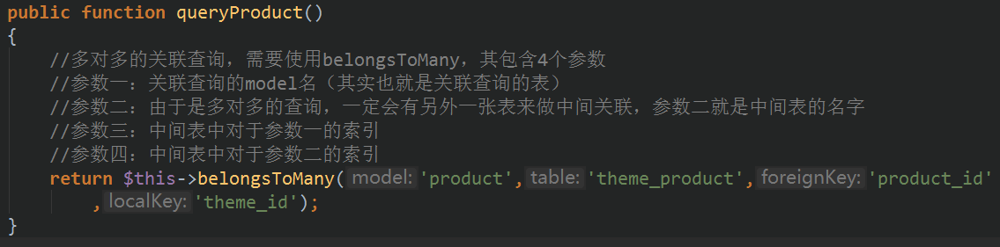 public function queryProduct()
{
//多对多的关联查询，需要使用belongsToMany，其包含4个参数
//参数一：关联查询的model名（其实也就是关联查询的表）
//参数二：由于是多对多的查询，一定会有另外一张表来做中间关联，参数二就是中间表的名字
//参数三：中间表中对于参数一的索引
//参数四：中间表中对于参数二的索引
return $this->belongsToMany( model: 'product', table: 'theme_product', foreignKey: 'product_id'
, localKey: 'theme_id');
}